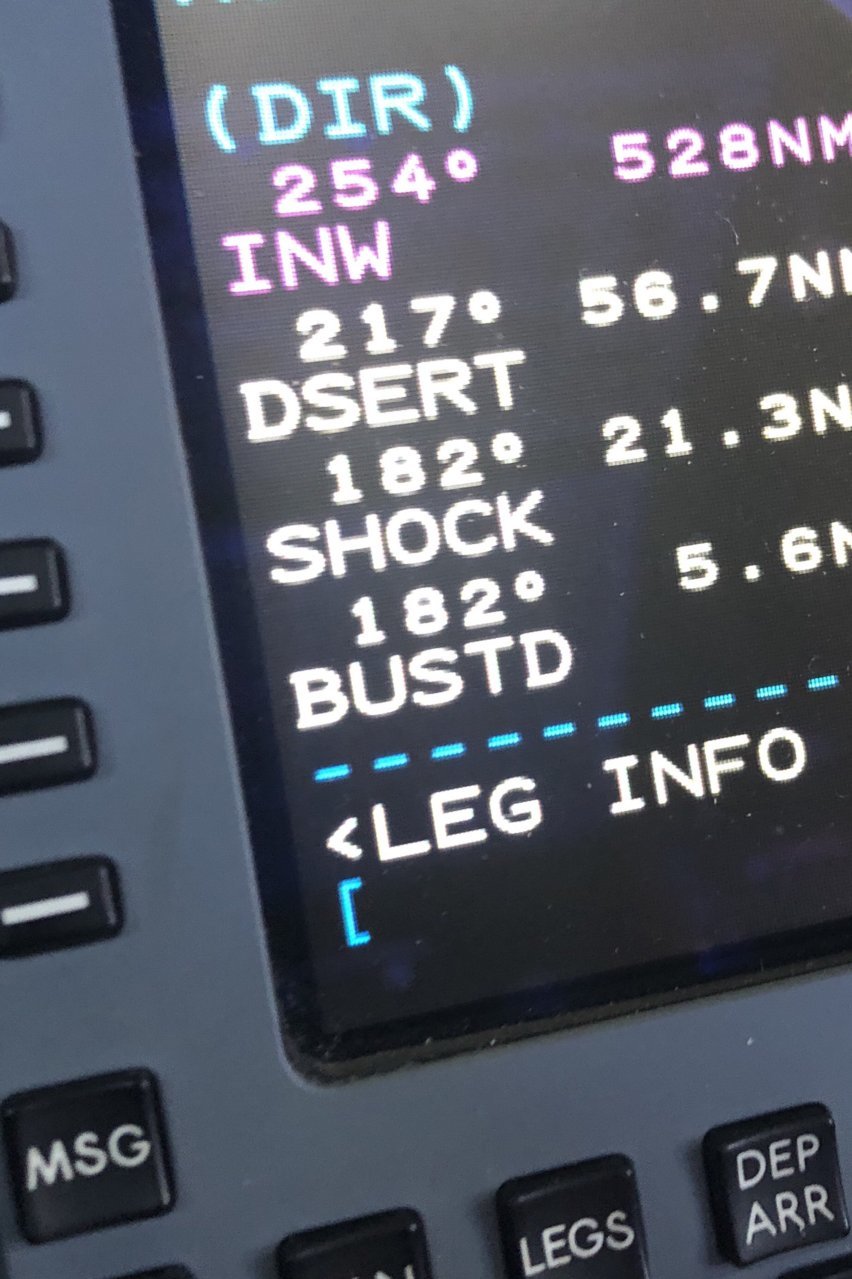 (DIR)
254° 528NM
INW
217° 56.7NM
DSERT
182° 21.3N
SHOCK
182° 5.6N
BUSTD
----------
<LEG INFO
[
MSG
LEGS
DEP
ARR